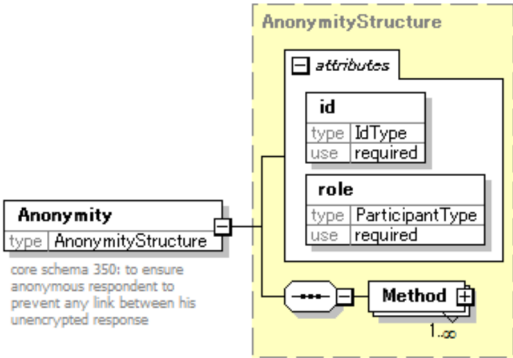 AnonymityStructure
attributes
id
type IdType
use required
role
type ParticipantType
use required
Anonymity
type AnonymityStructure
core schema 350: to ensure
anonymous respondent to
prevent any link between his
unencrypted response
Method
1..∞